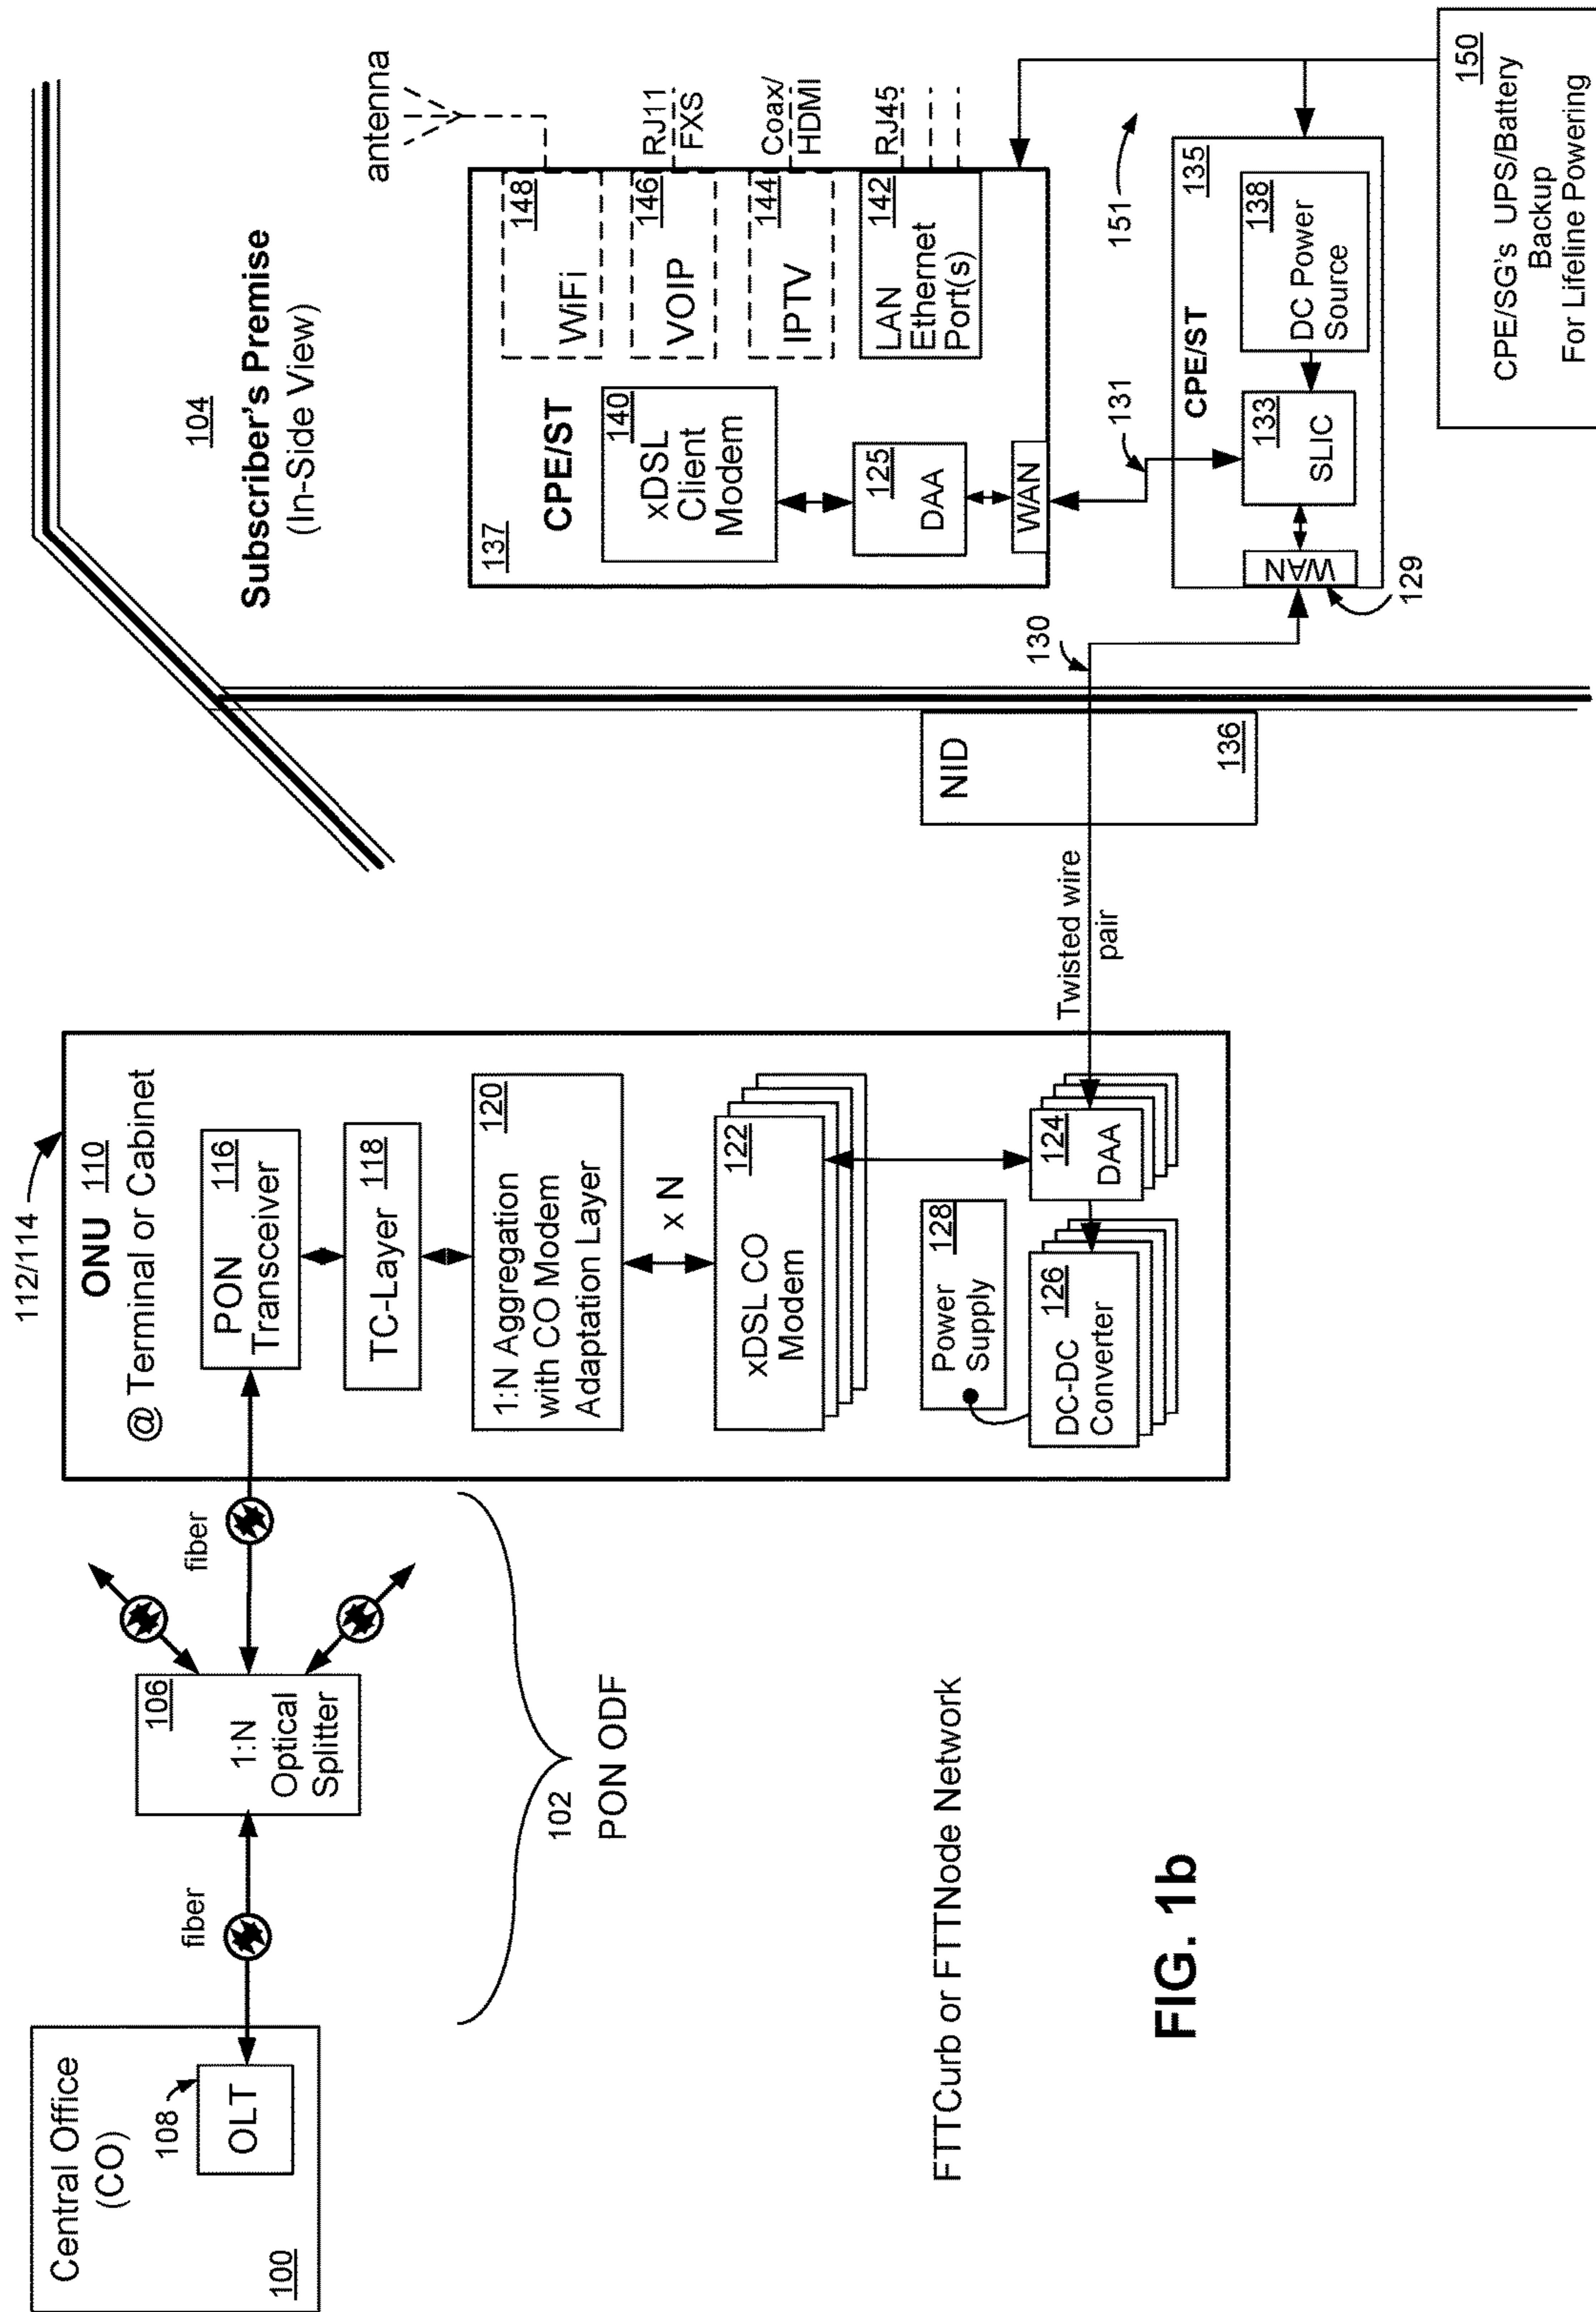 Central Office
(CO)
108
OLT
100
fiber
106
1:N
Optical
Splitter
fiber
102
PON ODF
112/114
ONU 110
@ Terminal or Cabinet
PON 116
Transceiver
TC-Layer 118
120
1:N Aggregation
with CO Modem
Adaptation Layer
x N
122
xDSL CO
Modem
Power 128
Supply
124
DAA
126
DC-DC
Converter
Twisted wire
pair
NID
136
130
104
Subscriber's Premise
(In-Side View)
antenna
137
CPE/ST
140
xDSL
Client
Modem
125
DAA
WAN
148
WiFi
146
VOIP
144
IPTV
142
LAN
Ethernet
Port(s)
RJ11
FXS
Coax/
HDMI
RJ45
131
151
135
CPE/ST
WAN
129
133
SLIC
138
DC Power
Source
150
CPE/SG's UPS/Battery
Backup
For Lifeline Powering
FTTCurb or FTTNode Network
FIG. 1b